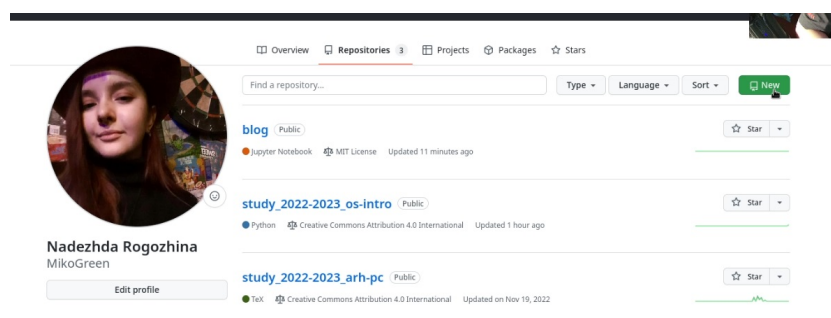 Overview Repositories 3 Projects Packages Stars
Find a repository... Type Language Sort New
blog Public Star
Jupyter Notebook MIT License Updated 11 minutes ago
study_2022-2023_os-intro Public Star
Python Creative Commons Attribution 4.0 International Updated 1 hour ago
Nadezhda Rogozhina
MikoGreen
Edit profile
study_2022-2023_arh-pc Public Star
TeX Creative Commons Attribution 4.0 International Updated on Nov 19, 2022